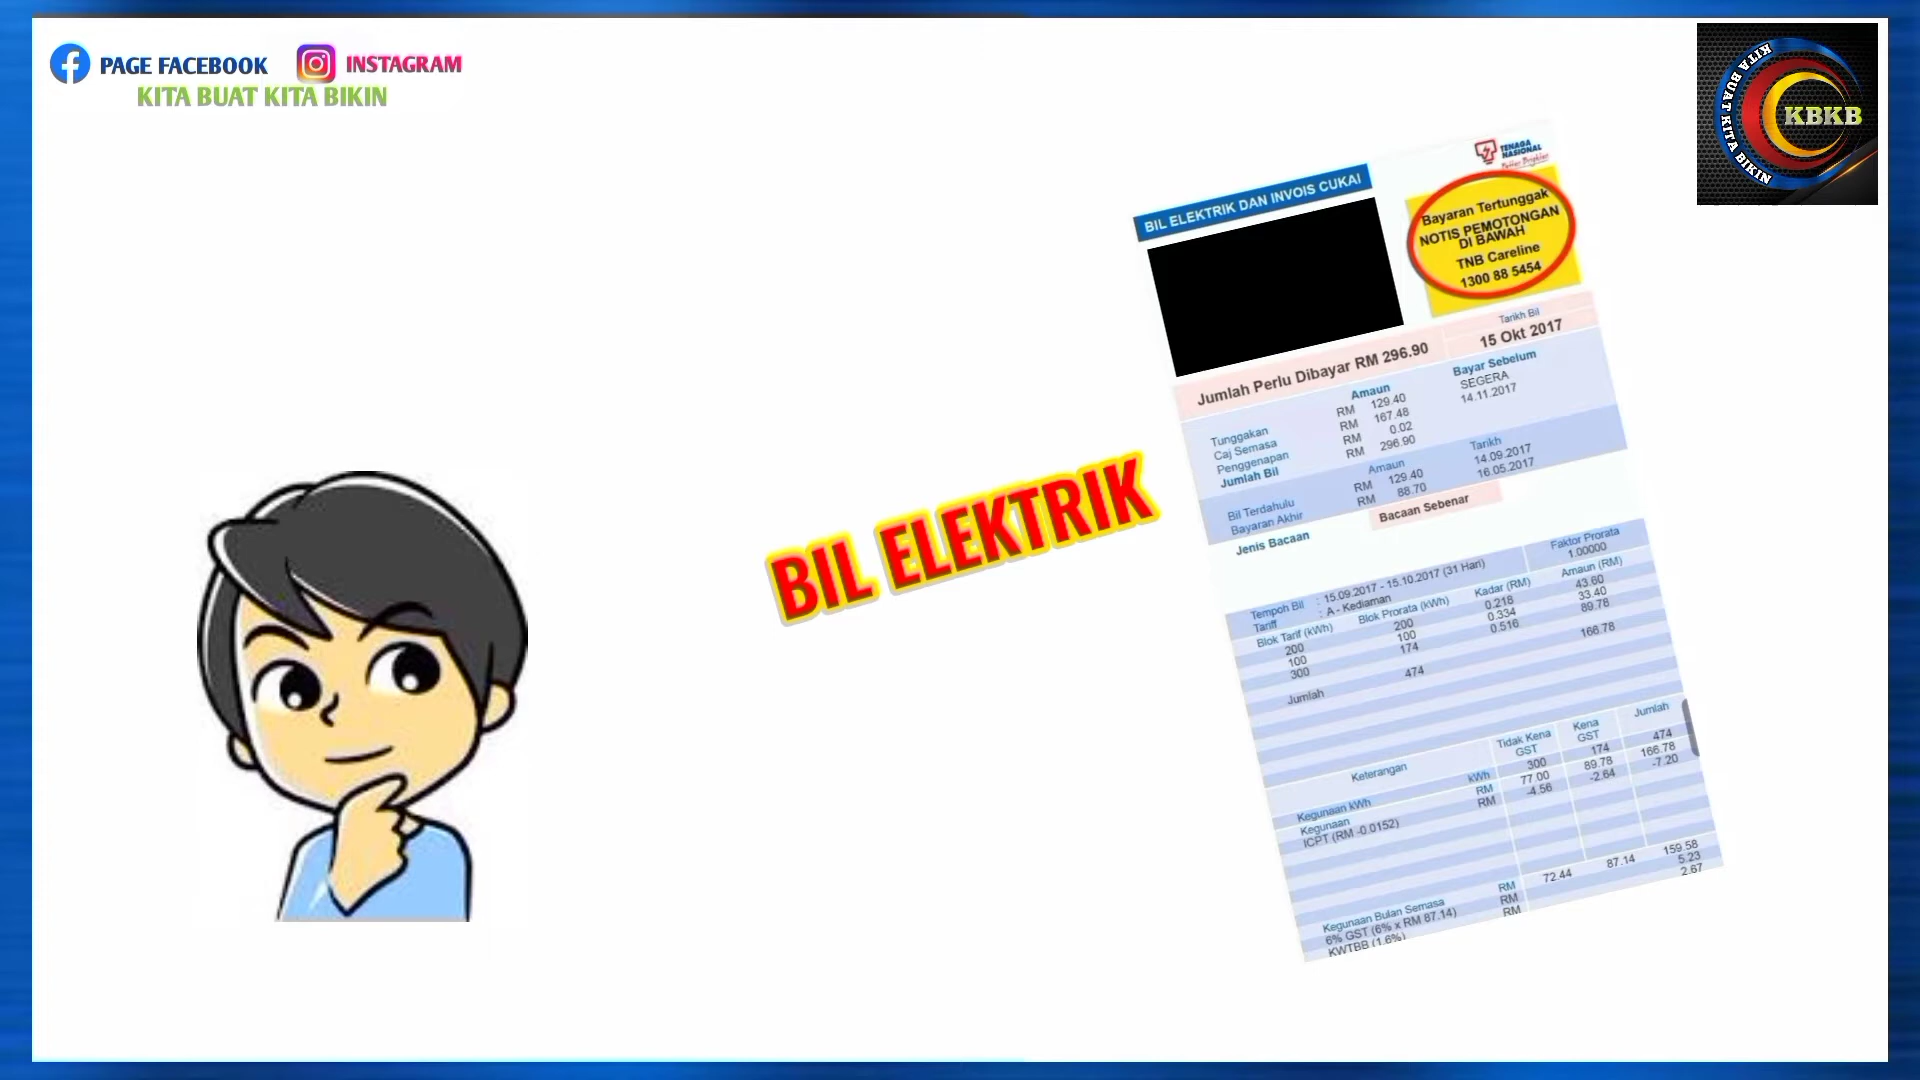 PAGE FACEBOOK INSTAGRAM
KITA BUAT KITA BIKIN
KITA BUAT KITA BIKIN
KBKB
BIL ELEKTRIK
TENAGA
NASIONAL
Better. Brighter.
BIL ELEKTRIK DAN INVOIS CUKAI
Bayaran Tertunggak
NOTIS PEMOTONGAN
DI BAWAH
TNB Careline
1300 88 5454
Tarikh Bil
Jumlah Perlu Dibayar RM 296.90 15 Okt 2017
Amaun Bayar Sebelum
Tunggakan RM 129.40 SEGERA
Caj Semasa RM 167.48 14.11.2017
Penggenapan RM 0.02
Jumlah Bil RM 296.90
Amaun Tarikh
Bil Terdahulu RM 129.40 14.09.2017
Bayaran Akhir RM 88.70 16.05.2017
Jenis Bacaan Bacaan Sebenar
Faktor Prorata
Tempoh Bil : 15.09.2017 - 15.10.2017 (31 Hari) 1.00000
Tariff : A - Kediaman
Blok Tarif (kWh) Blok Prorata (kWh) Kadar (RM) Amaun (RM)
200 200 0.218 43.60
100 100 0.334 33.40
300 174 0.516 89.78
Jumlah 474 166.78
Keterangan Tidak Kena GST Kena GST Jumlah
Kegunaan kWh kWh 300 174 474
Kegunaan RM 77.00 89.78 166.78
ICPT (RM -0.0152) RM -4.56 -2.64 -7.20
Kegunaan Bulan Semasa RM 72.44 87.14 159.58
6% GST (6% x RM 87.14) RM 5.23
KWTBB (1.6%) RM 2.67